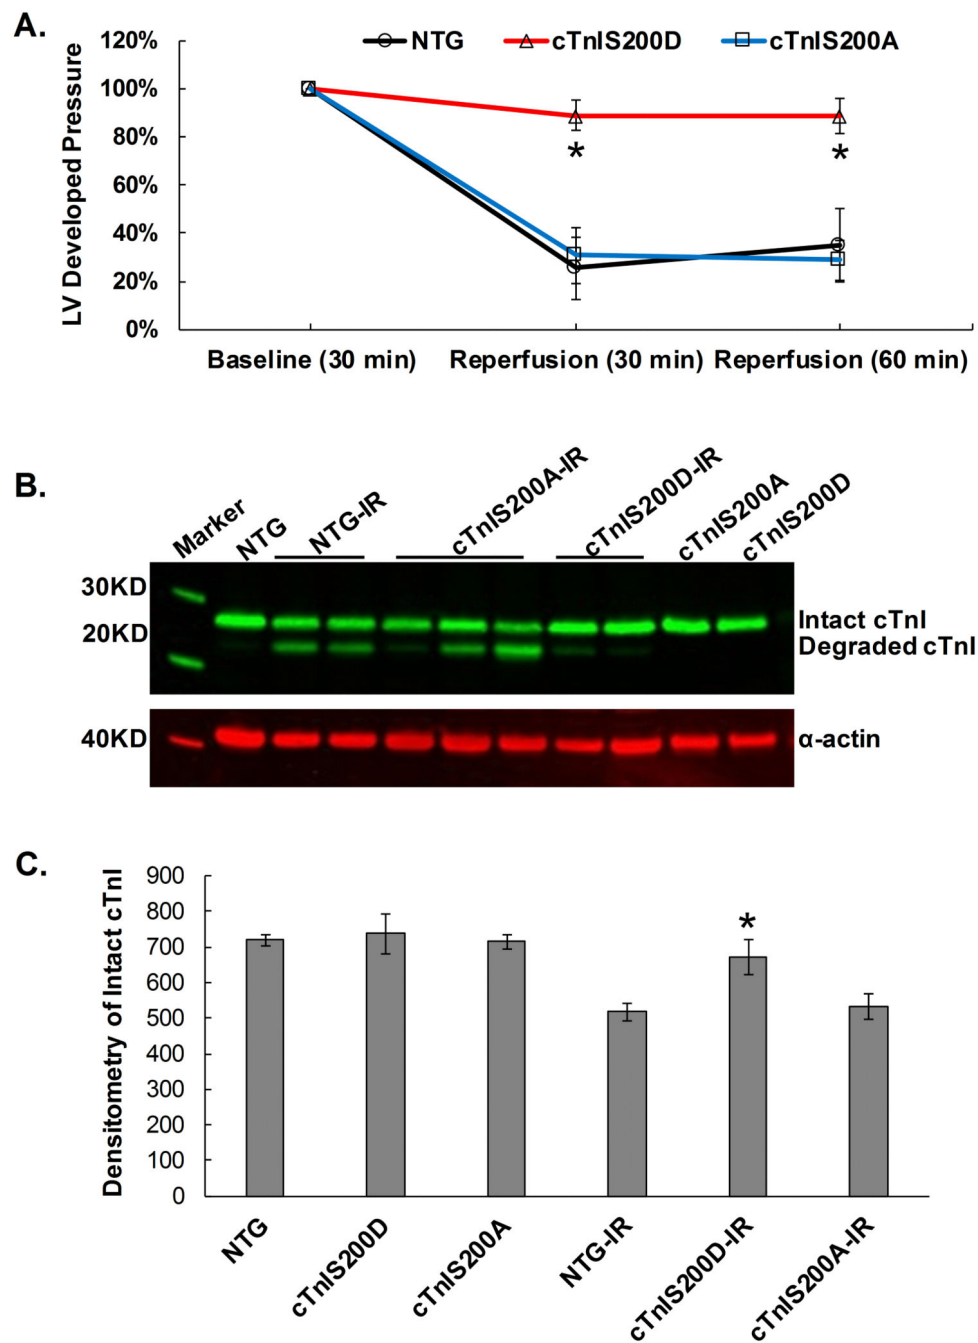 A.
NTG cTnIS200D cTnIS200A
LV Developed Pressure
120%
100%
80%
60%
40%
20%
0%
* *
Baseline (30 min) Reperfusion (30 min) Reperfusion (60 min)
B.
Marker NTG NTG-IR cTnIS200A-IR cTnIS200D-IR cTnIS200A cTnIS200D
30KD
20KD
Intact cTnI
Degraded cTnI
40KD
α-actin
C.
Densitometry of Intact cTnI
900
800
700
600
500
400
300
200
100
0
*
NTG cTnIS200D cTnIS200A NTG-IR cTnIS200D-IR cTnIS200A-IR